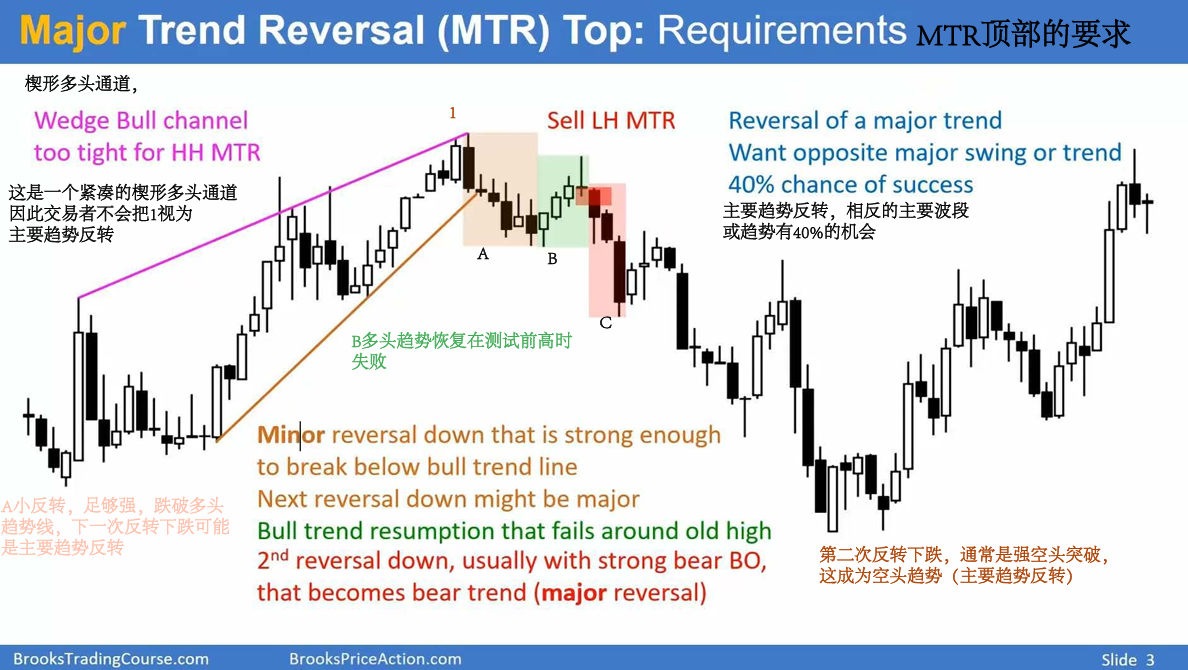 Major Trend Reversal (MTR) Top: Requirements MTR顶部的要求
楔形多头通道，
Wedge Bull channel
too tight for HH MTR
这是一个紧凑的楔形多头通道
因此交易者不会把1视为
主要趋势反转
1
Sell LH MTR
Reversal of a major trend
Want opposite major swing or trend
40% chance of success
主要趋势反转，相反的主要波段
或趋势有40%的机会
A
B
C
B多头趋势恢复在测试前高时
失败
Minor reversal down that is strong enough
to break below bull trend line
Next reversal down might be major
Bull trend resumption that fails around old high
2nd reversal down, usually with strong bear BO,
that becomes bear trend (major reversal)
A小反转，足够强，跌破多头
趋势线，下一次反转下跌可能
是主要趋势反转
第二次反转下跌，通常是强空头突破，
这成为空头趋势（主要趋势反转）
BrooksTradingCourse.com
BrooksPriceAction.com
Slide 3